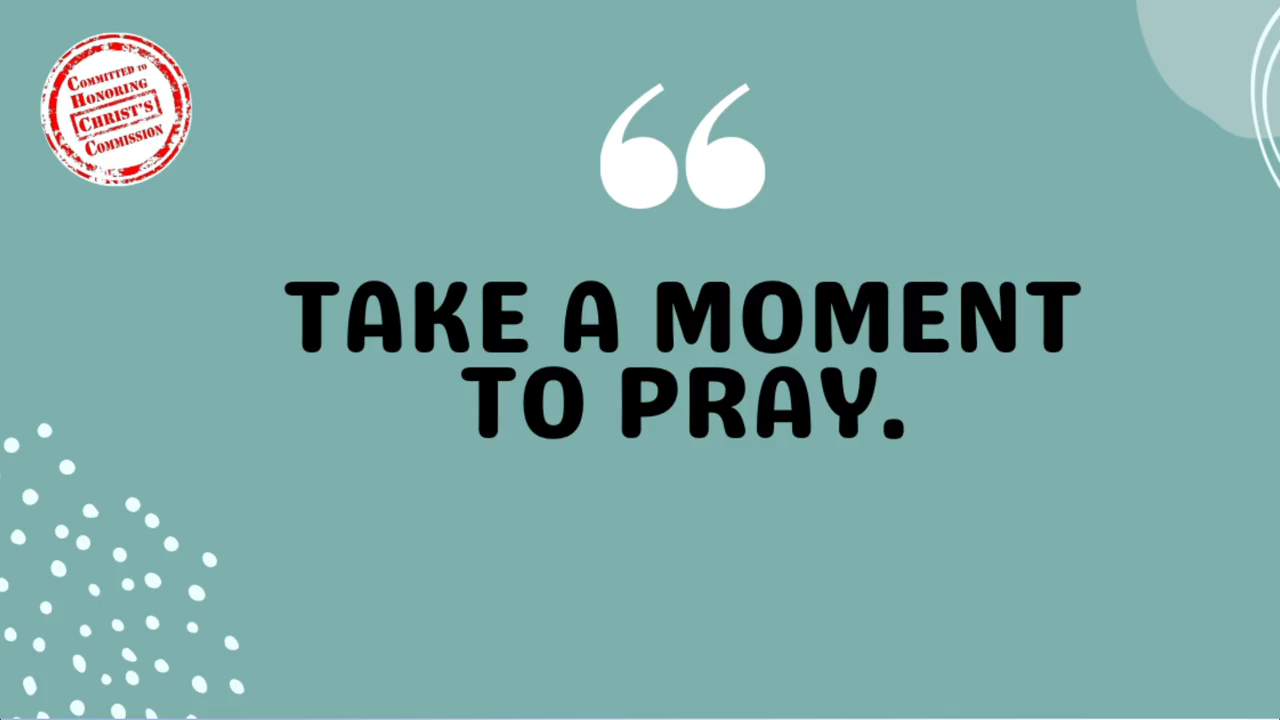 COMMITTED TO
HONORING
CHRIST'S
COMMISSION
“
TAKE A MOMENT
TO PRAY.